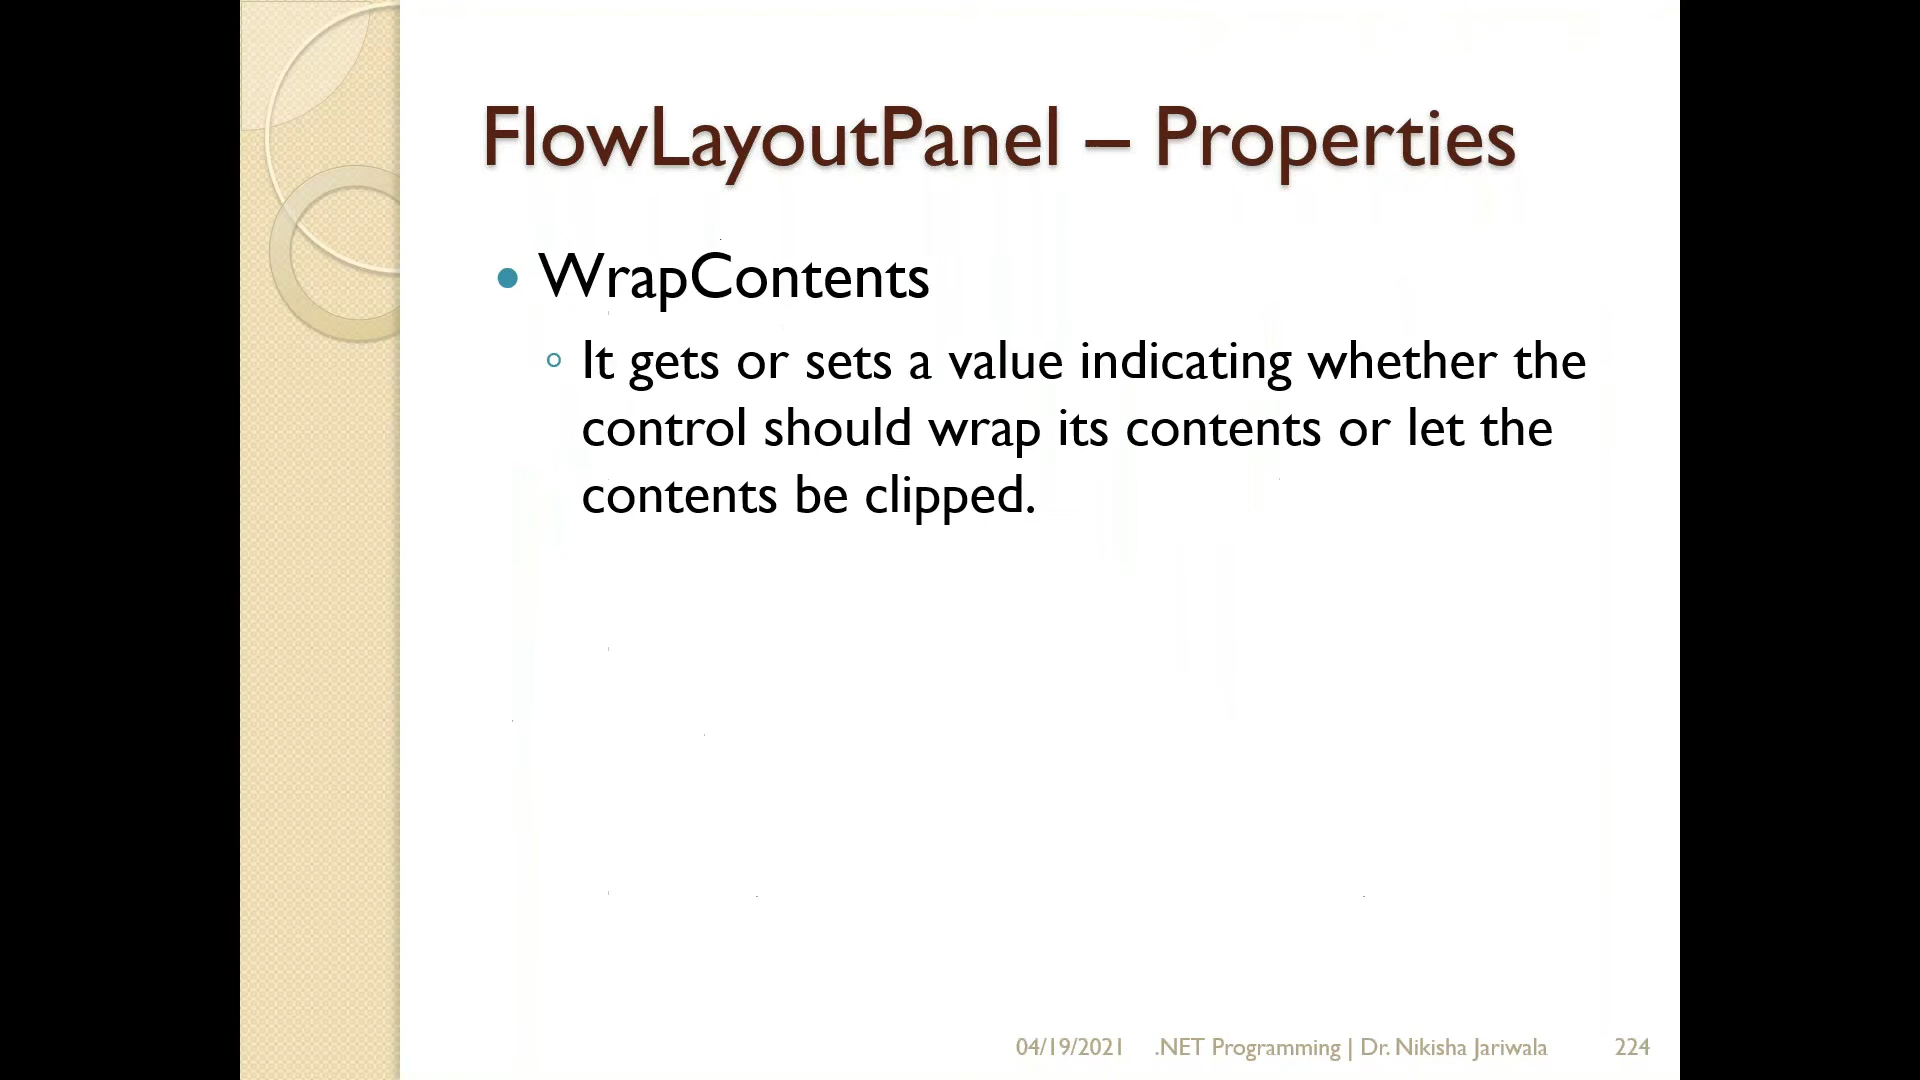 FlowLayoutPanel – Properties
• WrapContents
◦ It gets or sets a value indicating whether the
control should wrap its contents or let the
contents be clipped.
04/19/2021 .NET Programming | Dr. Nikisha Jariwala 224